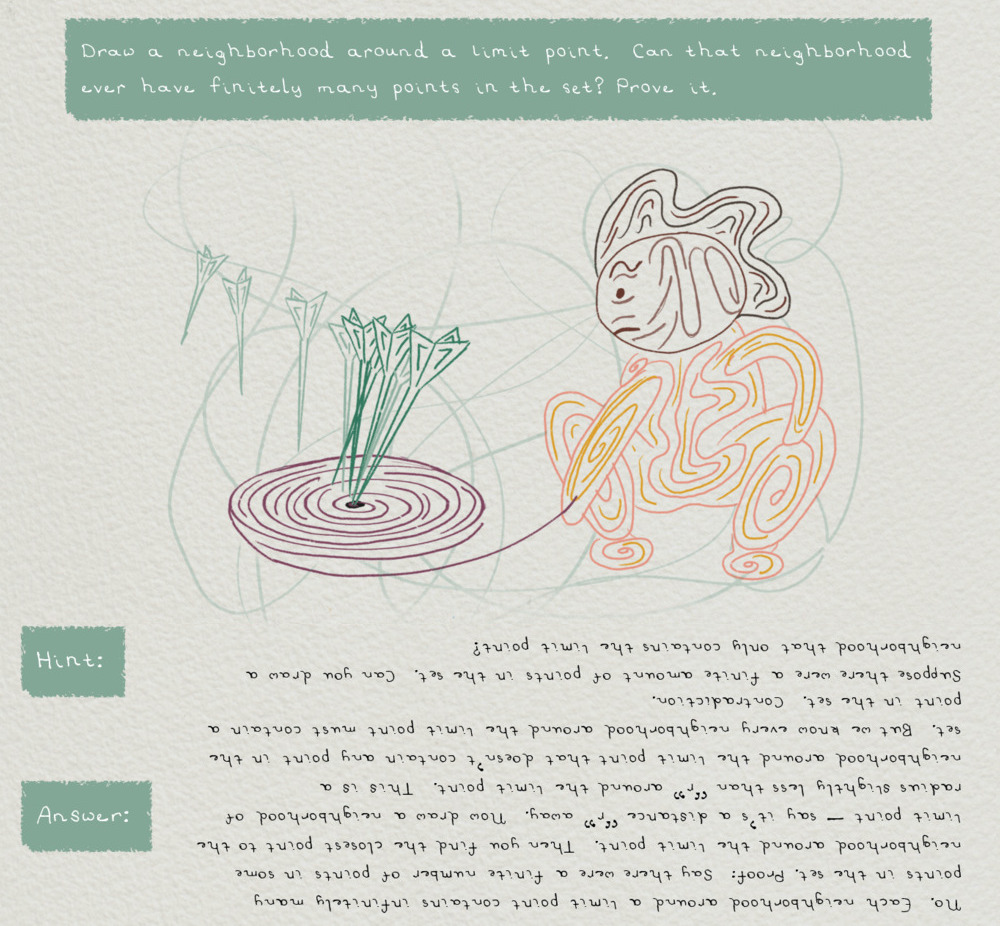 Draw a neighborhood around a limit point. Can that neighborhood
ever have finitely many points in the set? Prove it.
Hint:
Suppose there were a finite amount of points in the set. Can you draw a
neighborhood that only contains the limit point?
Answer:
No. Each neighborhood around a limit point contains infinitely many
points in the set. Proof: Say there were a finite number of points in some
neighborhood around the limit point. Then you find the closest point to the
limit point — say it's a distance “r” away. Now draw a neighborhood of
radius slightly less than “r” around the limit point. This is a
neighborhood around the limit point that doesn't contain any point in the
set. But we know every neighborhood around the limit point must contain a
point in the set. Contradiction.